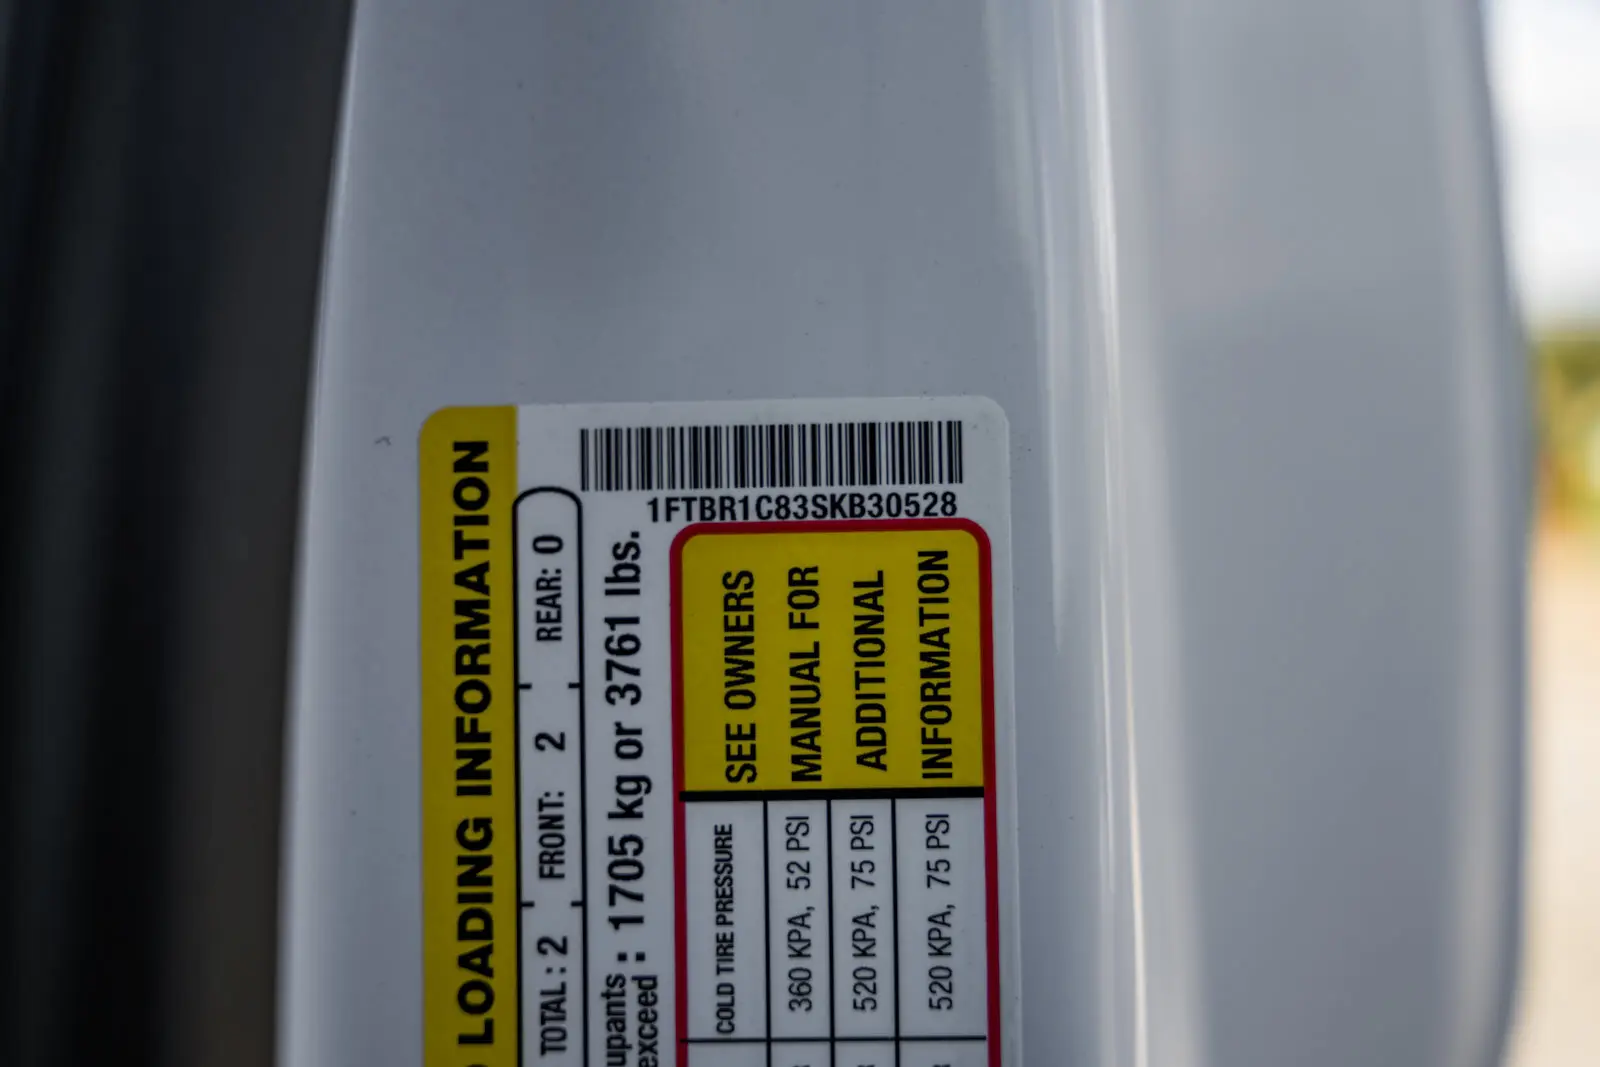 LOADING INFORMATION
TOTAL : 2 FRONT: 2 REAR: 0
upants
exceed : 1705 kg or 3761 lbs.
1FTBR1C83SKB30528
COLD TIRE PRESSURE SEE OWNERS
360 KPA, 52 PSI MANUAL FOR
520 KPA, 75 PSI ADDITIONAL
520 KPA, 75 PSI INFORMATION